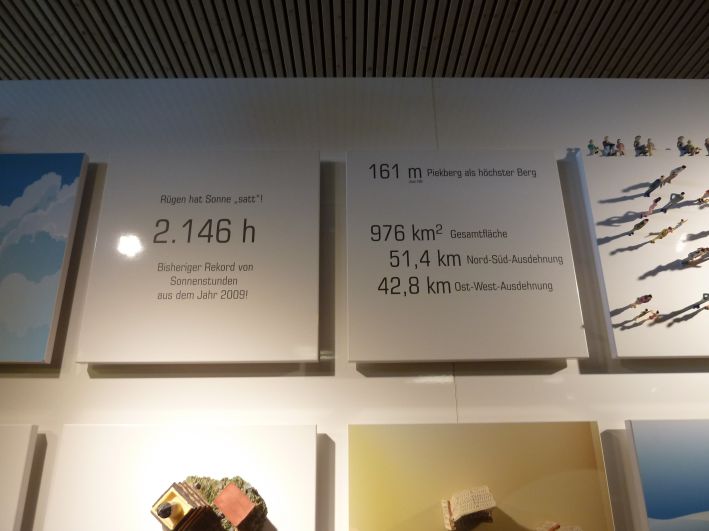 Rügen hat Sonne „satt"!
2.146 h
Bisheriger Rekord von
Sonnenstunden
aus dem Jahr 2009!
161 m Piekberg als höchster Berg
976 km² Gesamtfläche
51,4 km Nord-Süd-Ausdehnung
42,8 km Ost-West-Ausdehnung